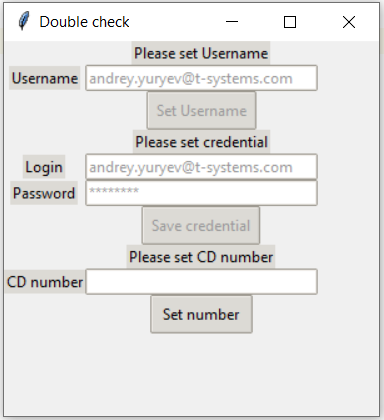 Double check
Please set Username
Username andrey.yuryev@t-systems.com
Set Username
Please set credential
Login andrey.yuryev@t-systems.com
Password ********
Save credential
Please set CD number
CD number
Set number